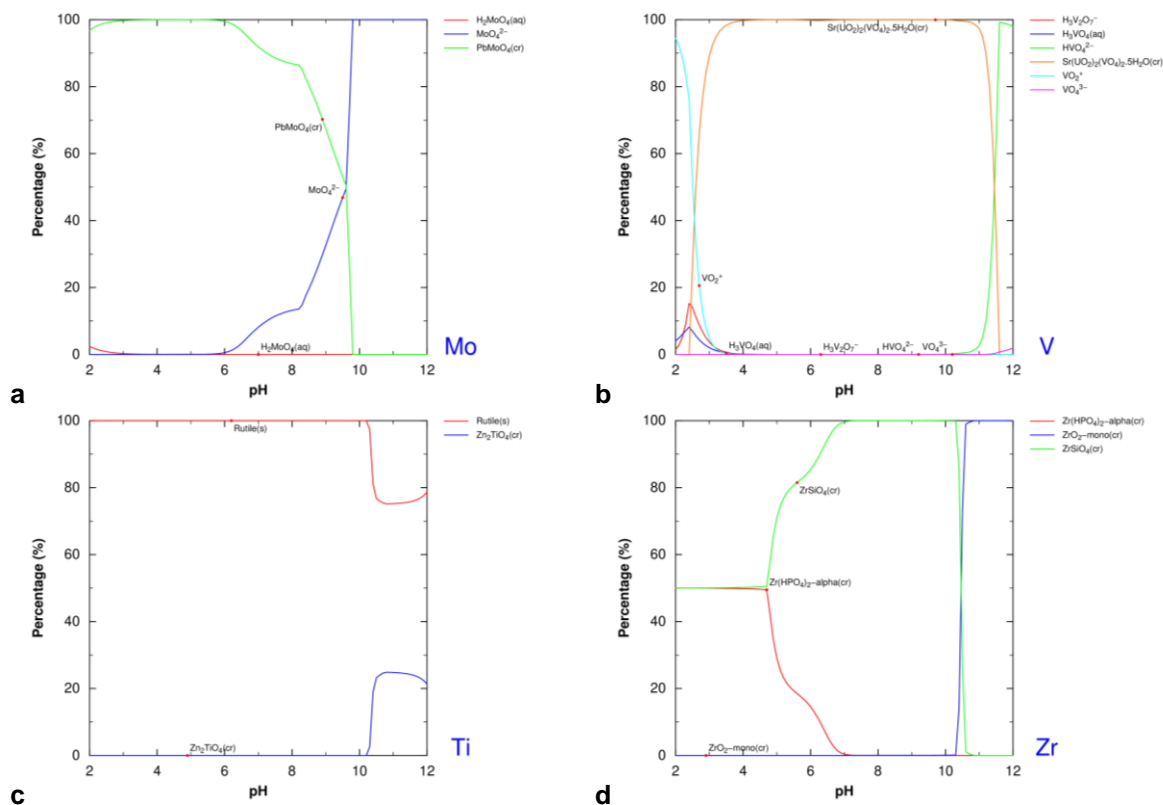 a
Percentage (%)
100
80
60
40
20
0
2 4 6 8 10 12
pH
PbMoO₄(cr)
MoO₄²⁻
H₂MoO₄(aq)
H₂MoO₄(aq)
MoO₄²⁻
PbMoO₄(cr)
Mo
b
Percentage (%)
100
80
60
40
20
0
2 4 6 8 10 12
pH
Sr(UO₂)₂(VO₄)₂.5H₂O(cr)
VO₂⁺
H₃VO₄(aq) H₃V₂O₇⁻ HVO₄²⁻ VO₄³⁻
H₃V₂O₇⁻
H₃VO₄(aq)
HVO₄²⁻
Sr(UO₂)₂(VO₄)₂.5H₂O(cr)
VO₂⁺
VO₄³⁻
V
c
Percentage (%)
100
80
60
40
20
0
2 4 6 8 10 12
pH
Rutile(s)
Zn₂TiO₄(cr)
Rutile(s)
Zn₂TiO₄(cr)
Ti
d
Percentage (%)
100
80
60
40
20
0
2 4 6 8 10 12
pH
ZrSiO₄(cr)
Zr(HPO₄)₂−alpha(cr)
ZrO₂−mono(cr)
Zr(HPO₄)₂−alpha(cr)
ZrO₂−mono(cr)
ZrSiO₄(cr)
Zr